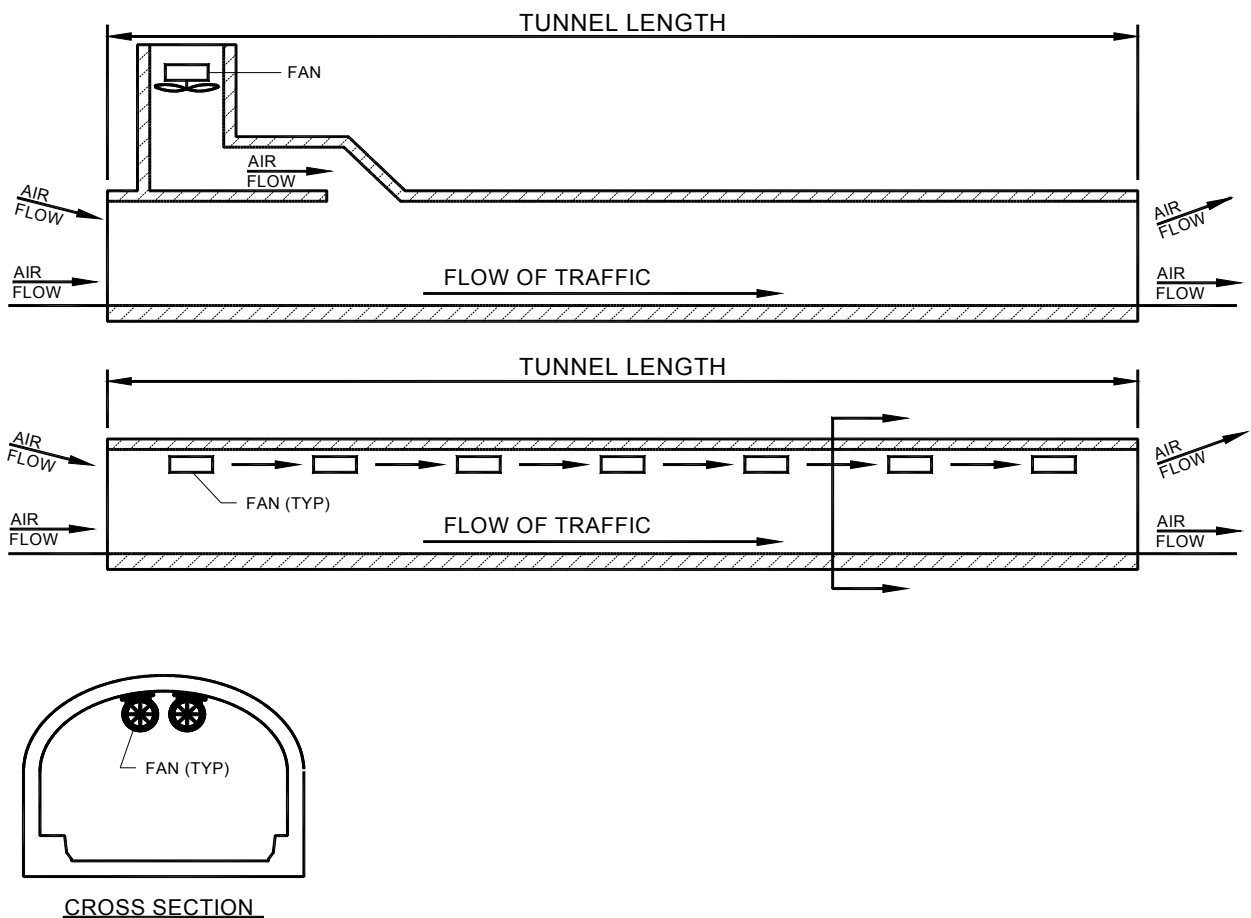 TUNNEL LENGTH
FAN
AIR
FLOW
AIR
FLOW
AIR
FLOW
AIR
FLOW
FLOW OF TRAFFIC
AIR
FLOW
TUNNEL LENGTH
AIR
FLOW
AIR
FLOW
FAN (TYP)
AIR
FLOW
FLOW OF TRAFFIC
AIR
FLOW
FAN (TYP)
CROSS SECTION